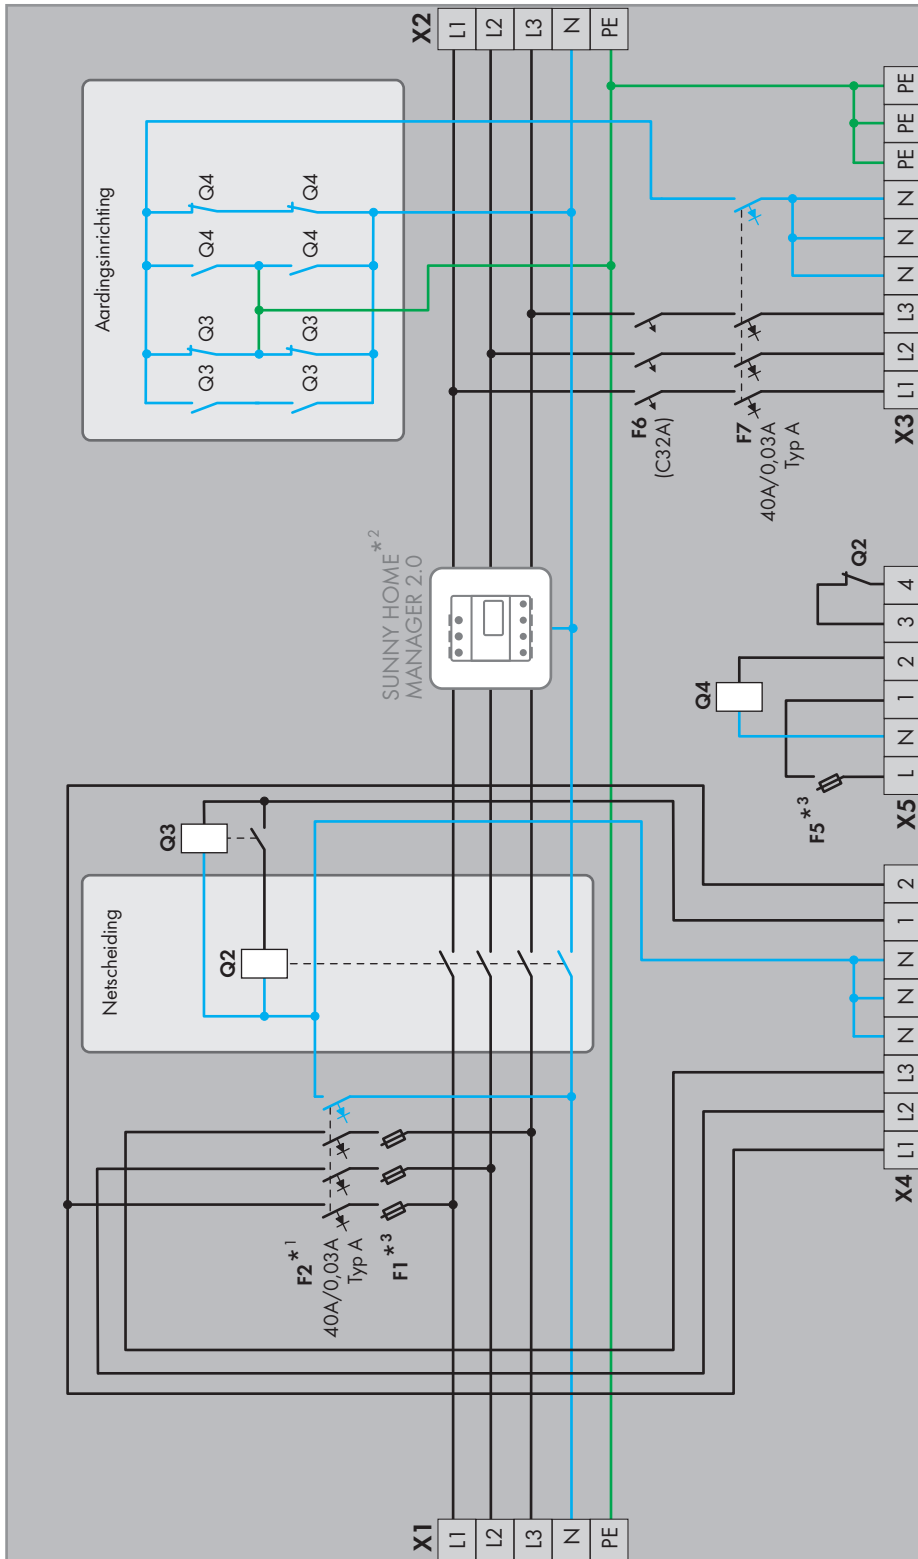 X1
L1
L2
L3
N
PE
F2*1
40A/0,03A
Typ A
F1*3
Netscheiding
Q2
Q3
SUNNY HOME*2
MANAGER 2.0
Aardingsinrichting
Q3
Q3
Q3
Q3
Q4
Q4
Q4
Q4
X2
L1
L2
L3
N
PE
F6
(C32A)
F7
40A/0,03A
Typ A
X4
L1
L2
L3
N
N
N
1
2
F5*3
Q4
Q2
X5
L
N
1
2
3
4
X3
L1
L2
L3
N
N
N
PE
PE
PE